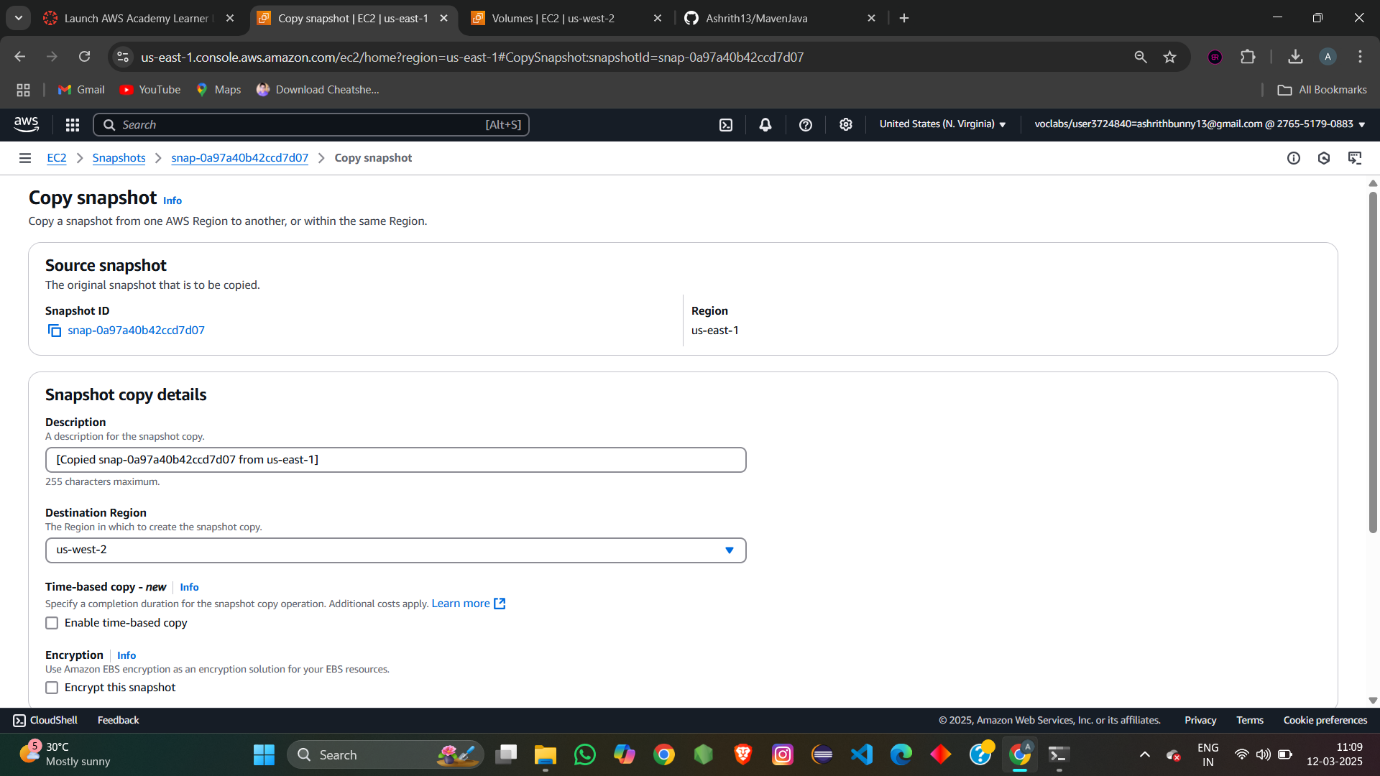 Launch AWS Academy Learner
Copy snapshot | EC2 | us-east-1
Volumes | EC2 | us-west-2
Ashrith13/MavenJava
us-east-1.console.aws.amazon.com/ec2/home?region=us-east-1#CopySnapshot:snapshotId=snap-0a97a40b42ccd7d07
A
Gmail
YouTube
Maps
Download Cheatshe...
All Bookmarks
aws
Search
[Alt+S]
United States (N. Virginia)
voclabs/user3724840=ashrithbunny13@gmail.com @ 2765-5179-0883
EC2
Snapshots
snap-0a97a40b42ccd7d07
Copy snapshot
Copy snapshot Info
Copy a snapshot from one AWS Region to another, or within the same Region.
Source snapshot
The original snapshot that is to be copied.
Snapshot ID
snap-0a97a40b42ccd7d07
Region
us-east-1
Snapshot copy details
Description
A description for the snapshot copy.
[Copied snap-0a97a40b42ccd7d07 from us-east-1]
255 characters maximum.
Destination Region
The Region in which to create the snapshot copy.
us-west-2
Time-based copy - new Info
Specify a completion duration for the snapshot copy operation. Additional costs apply. Learn more
Enable time-based copy
Encryption Info
Use Amazon EBS encryption as an encryption solution for your EBS resources.
Encrypt this snapshot
CloudShell
Feedback
© 2025, Amazon Web Services, Inc. or its affiliates.
Privacy
Terms
Cookie preferences
5
30°C
Mostly sunny
Search
A
ENG
IN
11:09
12-03-2025